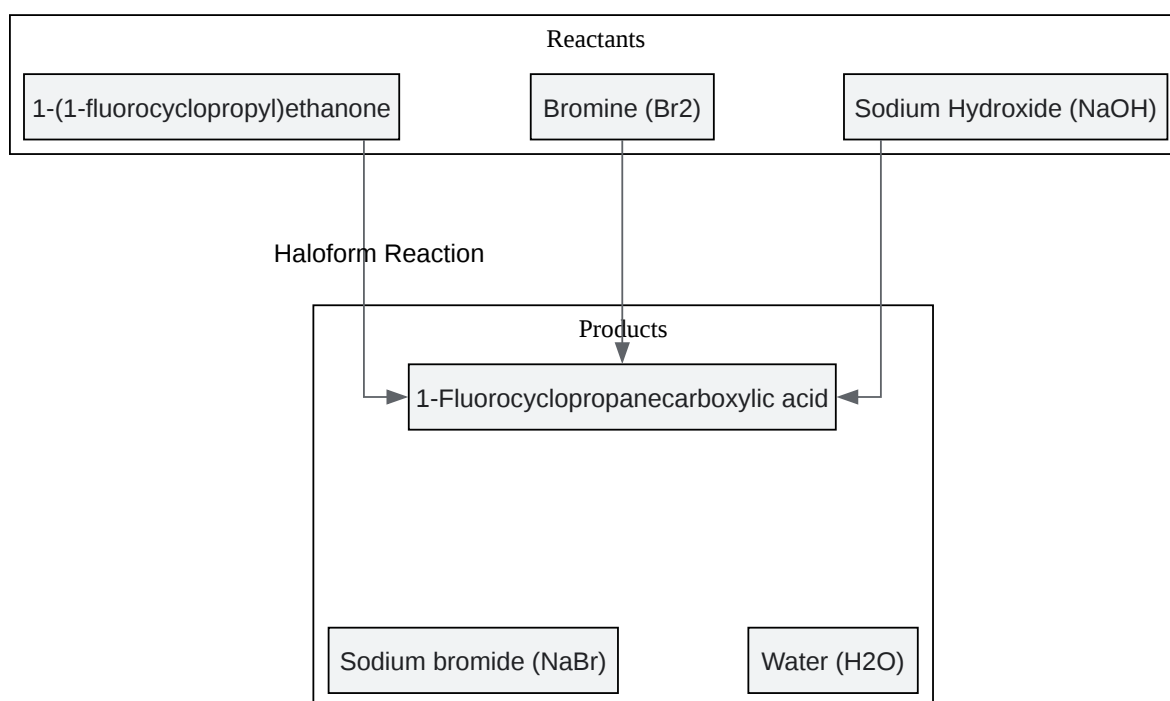 Reactants
1-(1-fluorocyclopropyl)ethanone
Bromine (Br2)
Sodium Hydroxide (NaOH)
Haloform Reaction
Products
1-Fluorocyclopropanecarboxylic acid
Sodium bromide (NaBr)
Water (H2O)